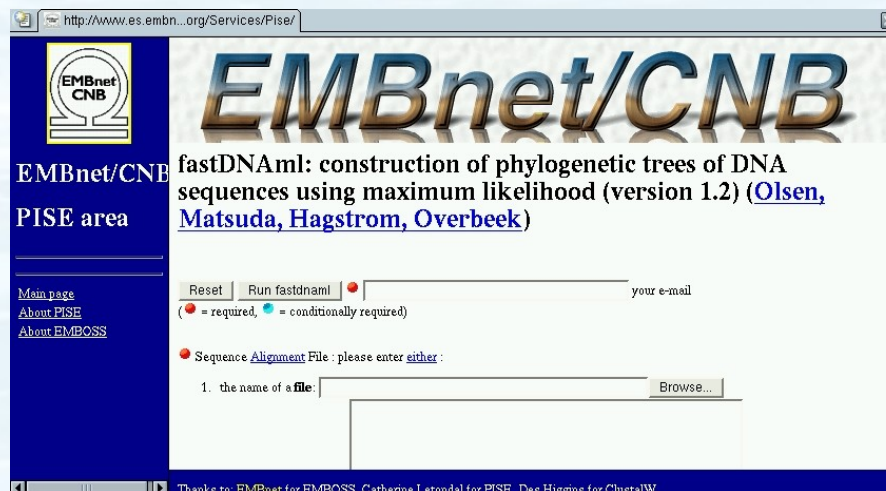 http://www.es.embn...org/Services/Pise/
EMBnet
CNB
EMBnet/CNB
PISE area
Main page
About PISE
About EMBOSS
EMBnet/CNB
fastDNAml: construction of phylogenetic trees of DNA
sequences using maximum likelihood (version 1.2) (Olsen,
Matsuda, Hagstrom, Overbeek)
Reset Run fastdnaml your e-mail
( = required, = conditionally required)
Sequence Alignment File : please enter either :
1. the name of a file: Browse...
Thanks to: EMBnet for EMBOSS, Catherine Letondal for PISE, Des Higgins for ClustalW